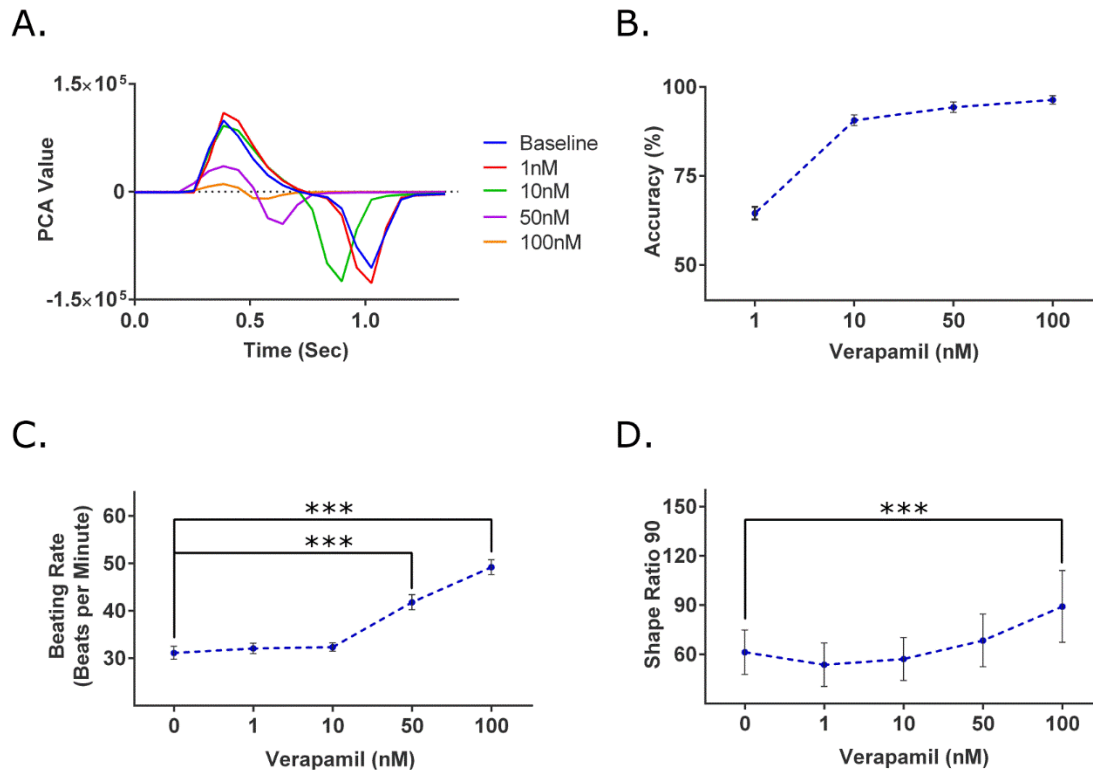 A.
1.5×10⁵
0
-1.5×10⁵
PCA Value
0.0 0.5 1.0
Time (Sec)
Baseline
1nM
10nM
50nM
100nM
B.
100
75
50
Accuracy (%)
1 10 50 100
Verapamil (nM)
C.
60
50
40
30
Beating Rate
(Beats per Minute)
***
***
0 1 10 50 100
Verapamil (nM)
D.
150
120
90
60
Shape Ratio 90
***
0 1 10 50 100
Verapamil (nM)